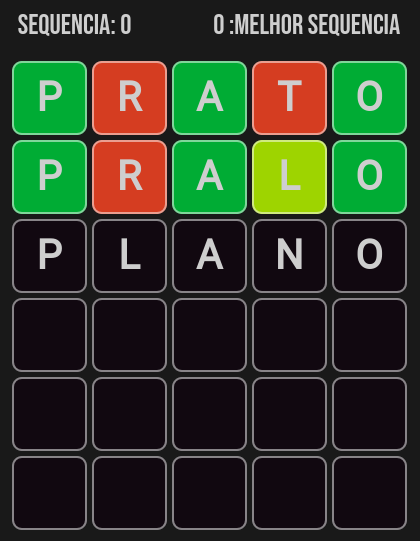 SEQUENCIA: 0 0 :MELHOR SEQUENCIA
P R A T O
P R A L O
P L A N O